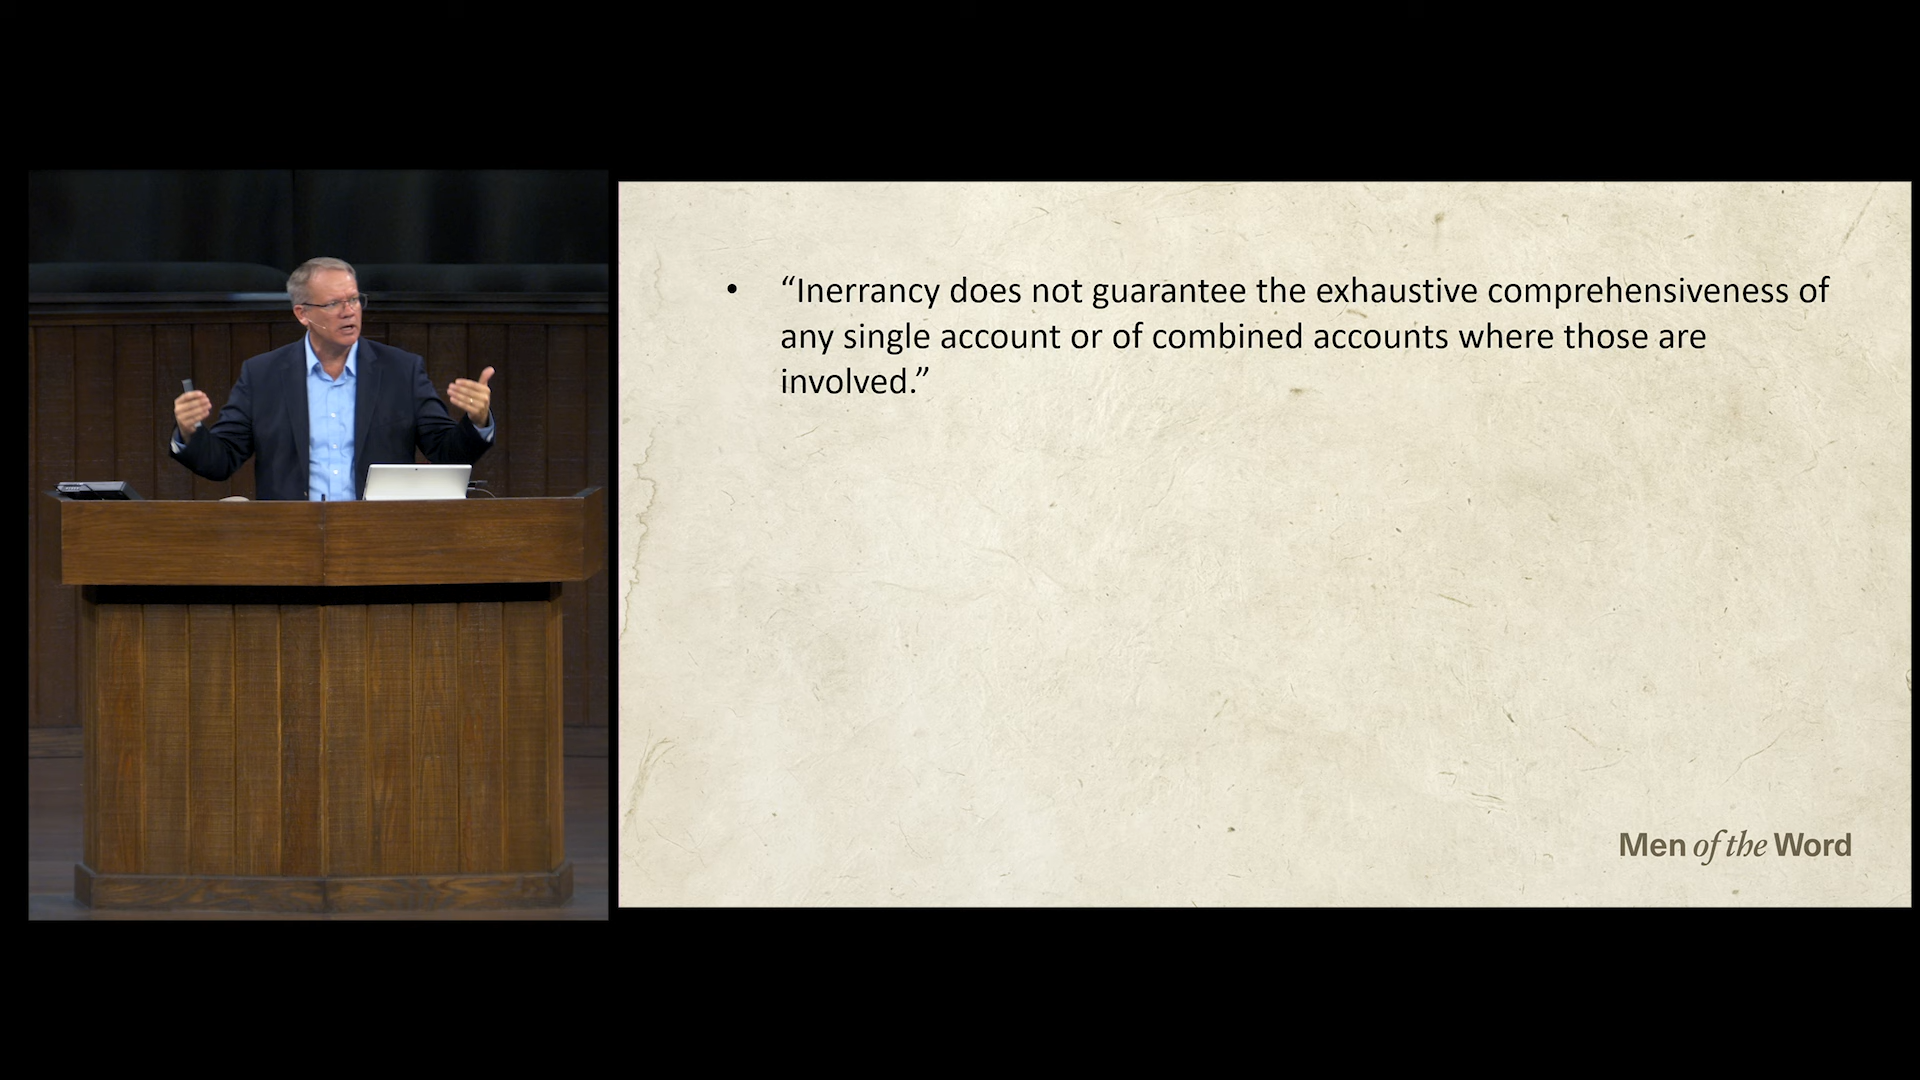 • “Inerrancy does not guarantee the exhaustive comprehensiveness of
any single account or of combined accounts where those are
involved.”
Men of the Word